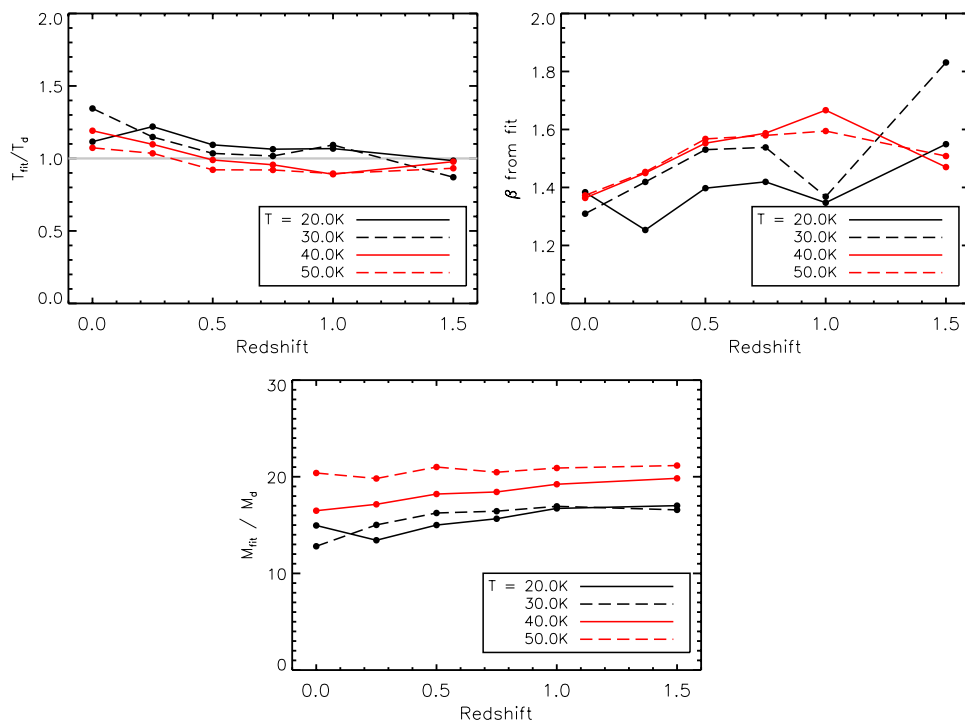 2.0
1.5
1.0
0.5
0.0
T_fit/T_d
T = 20.0K
30.0K
40.0K
50.0K
0.0 0.5 1.0 1.5
Redshift
2.0
1.8
1.6
1.4
1.2
1.0
β from fit
T = 20.0K
30.0K
40.0K
50.0K
0.0 0.5 1.0 1.5
Redshift
30
20
10
0
M_fit / M_d
T = 20.0K
30.0K
40.0K
50.0K
0.0 0.5 1.0 1.5
Redshift